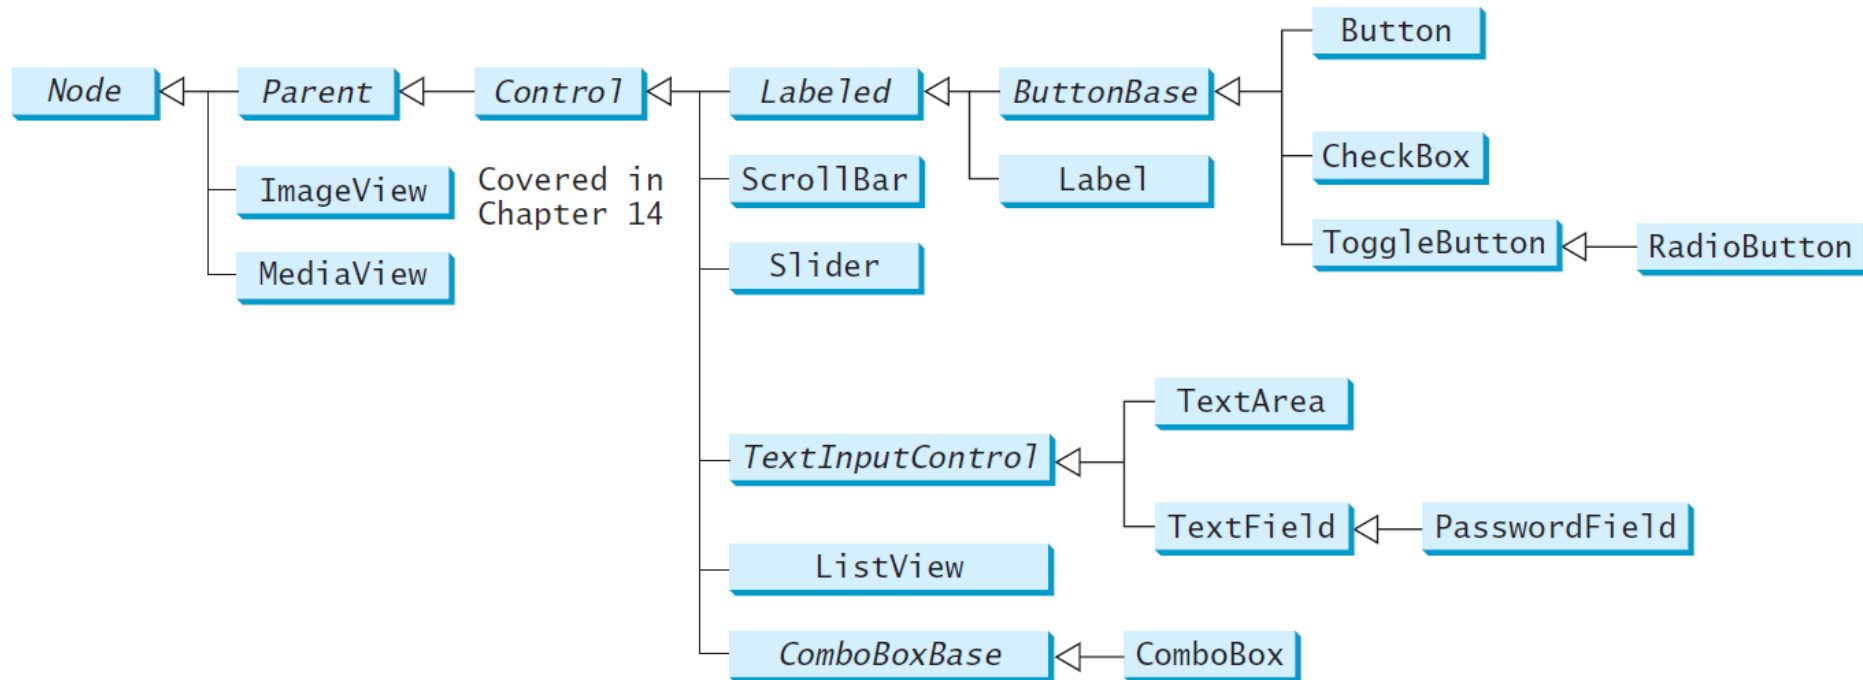 Button
Node
Parent
Control
Labeled
ButtonBase
CheckBox
ImageView
Covered in
Chapter 14
ScrollBar
Label
ToggleButton
RadioButton
MediaView
Slider
TextArea
TextInputControl
TextField
PasswordField
ListView
ComboBoxBase
ComboBox